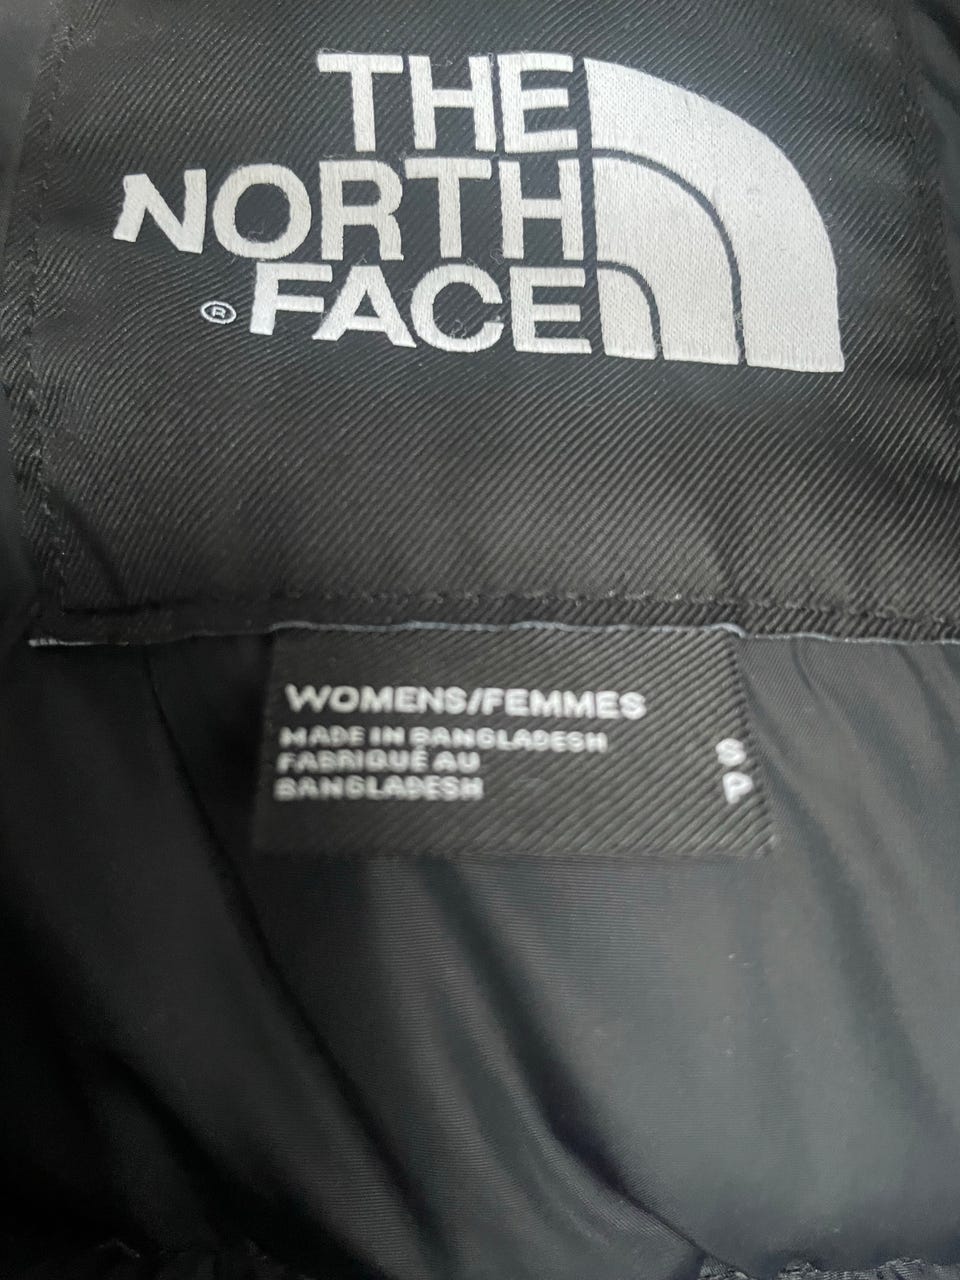 THE
NORTH
FACE
®
WOMENS/FEMMES
MADE IN BANGLADESH
FABRIQUÉ AU
BANGLADESH
S
P